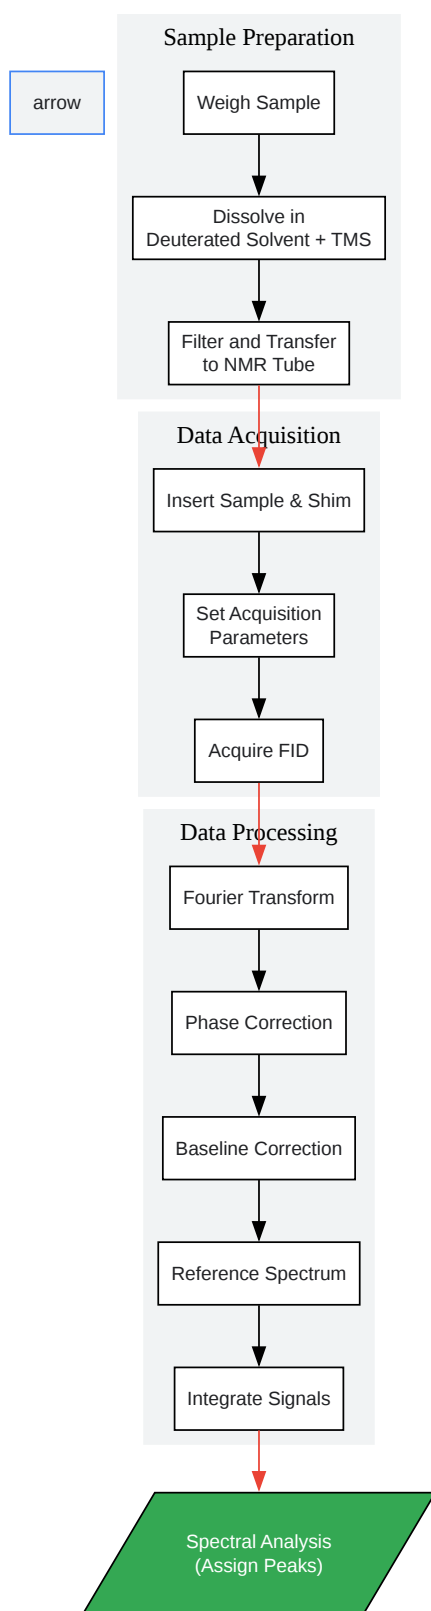 Sample Preparation
arrow
Weigh Sample
Dissolve in
Deuterated Solvent + TMS
Filter and Transfer
to NMR Tube
Data Acquisition
Insert Sample & Shim
Set Acquisition
Parameters
Acquire FID
Data Processing
Fourier Transform
Phase Correction
Baseline Correction
Reference Spectrum
Integrate Signals
Spectral Analysis
(Assign Peaks)